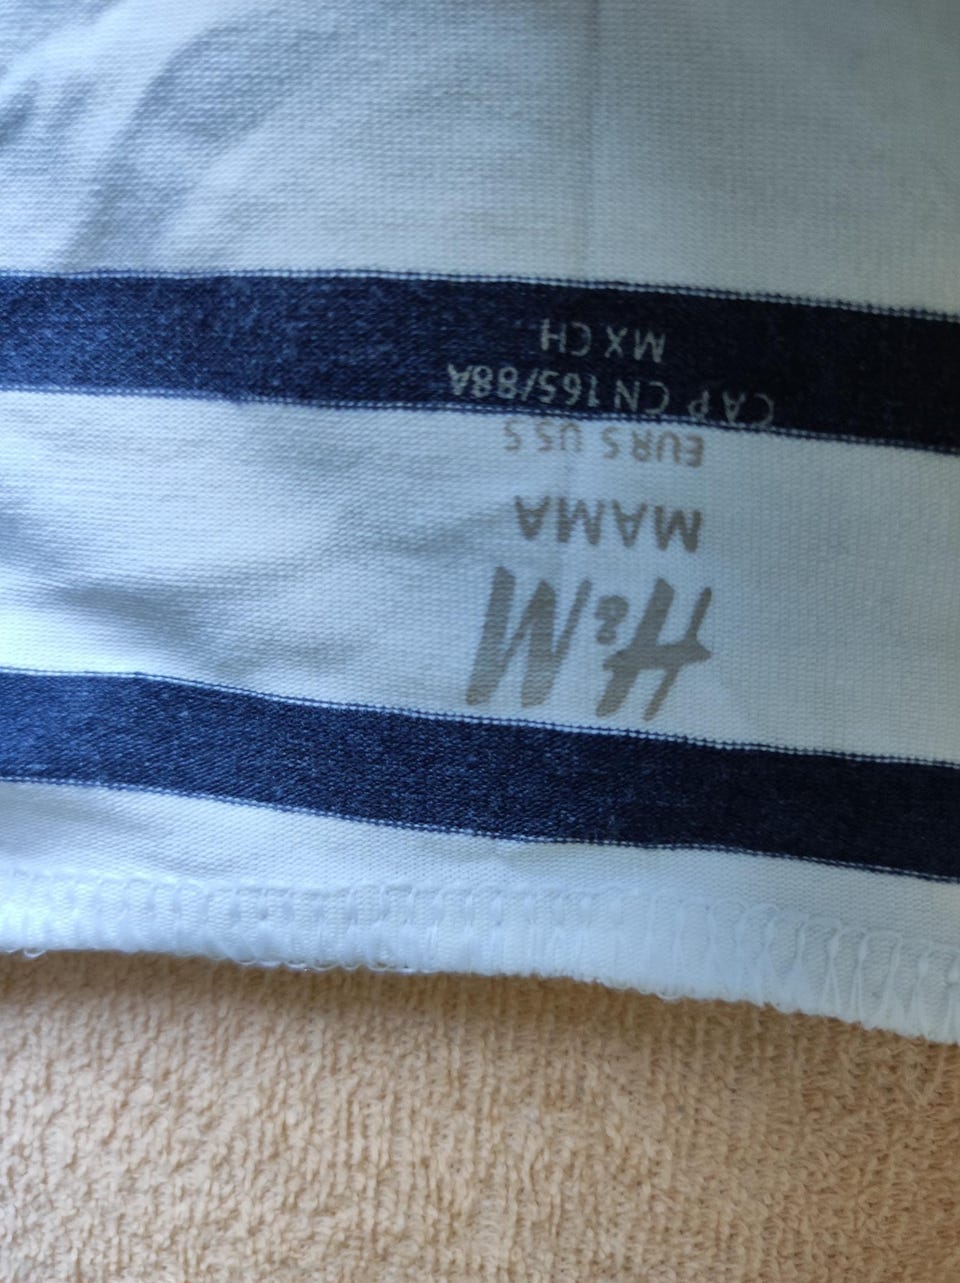 H&M
MAMA
EUR S US S
CA P CN 165/88A
MX CH